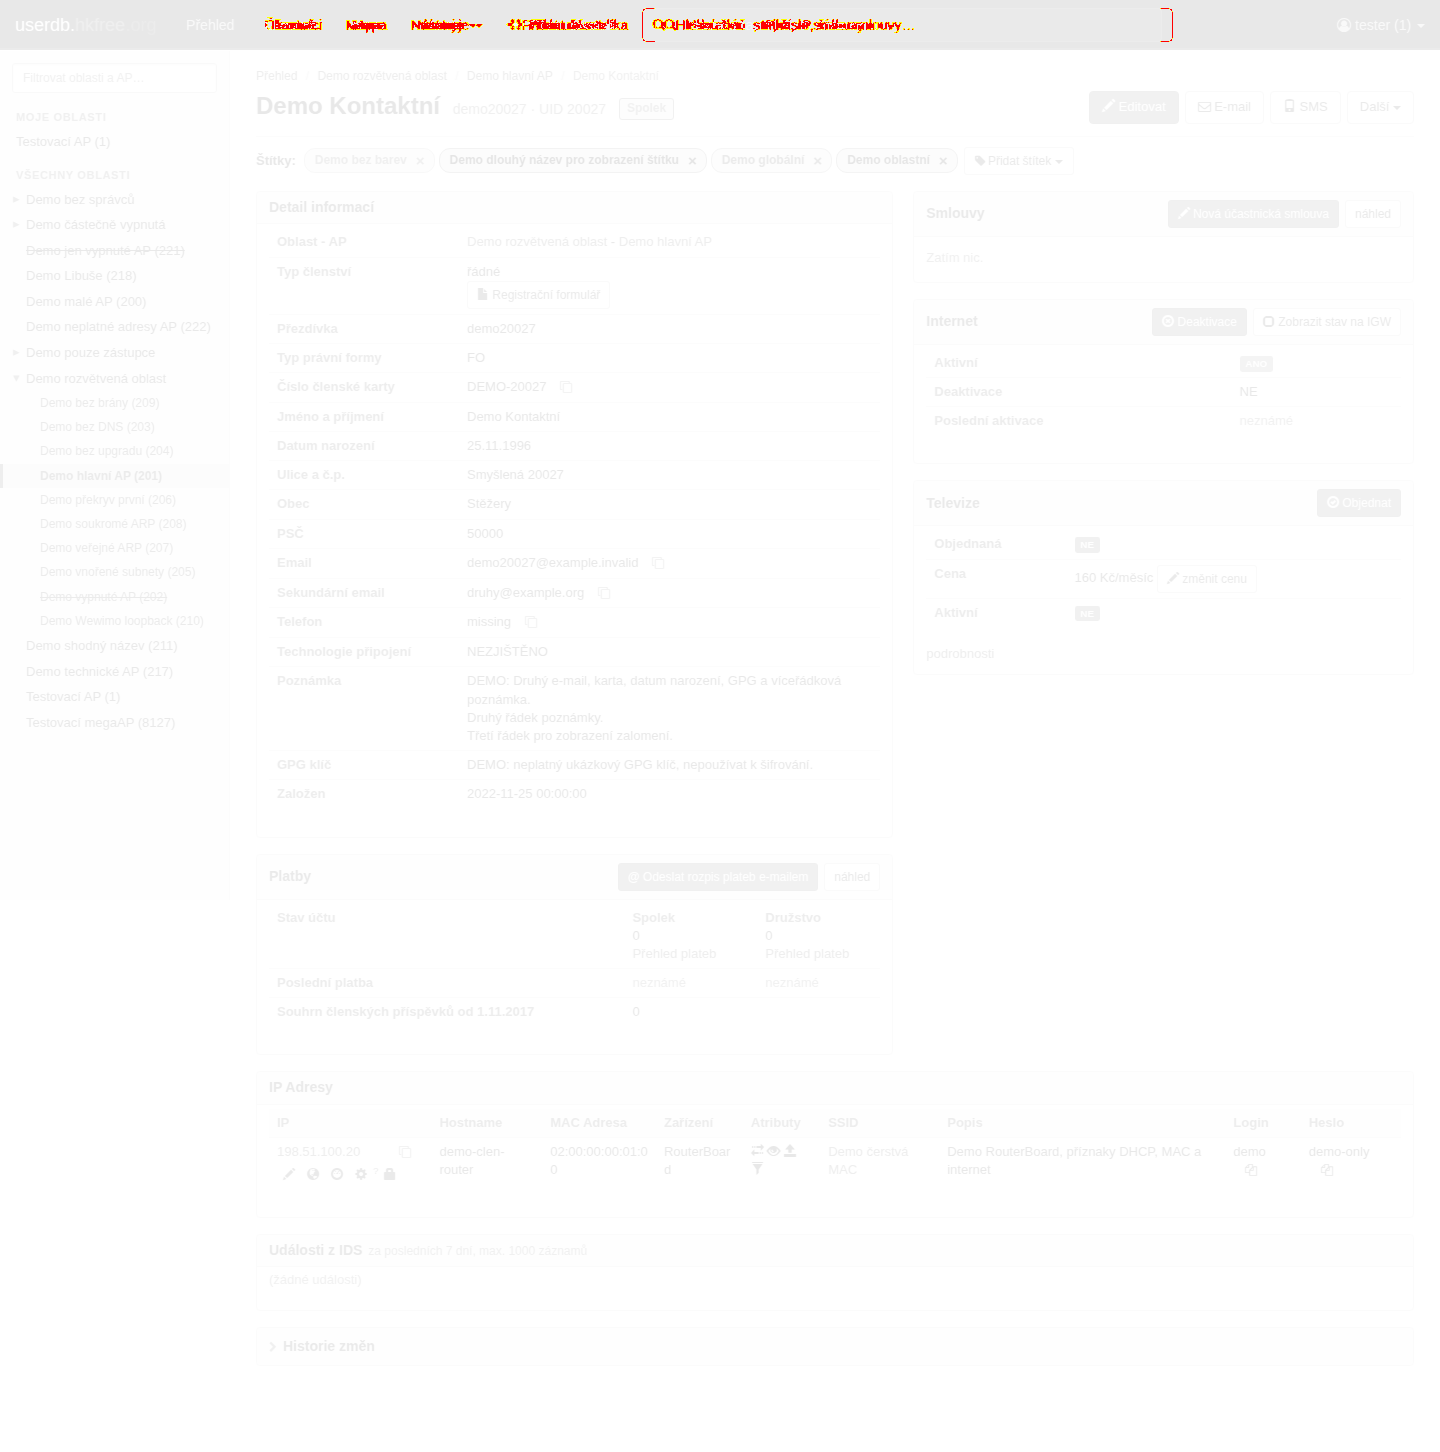 userdb.hkfree.org Přehled tester (1)
Filtrovat oblasti a AP…
MOJE OBLASTI
Testovací AP (1)
VŠECHNY OBLASTI
Demo bez správců
Demo částečně vypnutá
Demo jen vypnuté AP (221)
Demo Libuše (218)
Demo malé AP (200)
Demo neplatné adresy AP (222)
Demo pouze zástupce
Demo rozvětvená oblast
Demo bez brány (209)
Demo bez DNS (203)
Demo bez upgradu (204)
Demo hlavní AP (201)
Demo překryv první (206)
Demo soukromé ARP (208)
Demo veřejné ARP (207)
Demo vnořené subnety (205)
Demo vypnuté AP (202)
Demo Wewimo loopback (210)
Demo shodný název (211)
Demo technické AP (217)
Testovací AP (1)
Testovací megaAP (8127)
Přehled / Demo rozvětvená oblast / Demo hlavní AP / Demo Kontaktní
Demo Kontaktní demo20027 · UID 20027 Spolek
Editovat E-mail SMS Další
Štítky: Demo bez barev × Demo dlouhý název pro zobrazení štítku × Demo globální × Demo oblastní × Přidat štítek
Detail informací
Oblast - AP Demo rozvětvená oblast - Demo hlavní AP
Typ členství řádné
Registrační formulář
Přezdívka demo20027
Typ právní formy FO
Číslo členské karty DEMO-20027
Jméno a příjmení Demo Kontaktní
Datum narození 25.11.1996
Ulice a č.p. Smyšlená 20027
Obec Stěžery
PSČ 50000
Email demo20027@example.invalid
Sekundární email druhy@example.org
Telefon missing
Technologie připojení NEZJIŠTĚNO
Poznámka DEMO: Druhý e-mail, karta, datum narození, GPG a víceřádková
poznámka.
Druhý řádek poznámky.
Třetí řádek pro zobrazení zalomení.
GPG klíč DEMO: neplatný ukázkový GPG klíč, nepoužívat k šifrování.
Založen 2022-11-25 00:00:00
Smlouvy Nová účastnická smlouva náhled
Zatím nic.
Internet Deaktivace Zobrazit stav na IGW
Aktivní ANO
Deaktivace NE
Poslední aktivace neznámé
Televize Objednat
Objednaná NE
Cena 160 Kč/měsíc změnit cenu
Aktivní NE
podrobnosti
Platby @ Odeslat rozpis plateb e-mailem náhled
Stav účtu Spolek Družstvo
0 0
Přehled plateb Přehled plateb
Poslední platba neznámé neznámé
Souhrn členských příspěvků od 1.11.2017 0
IP Adresy
IP Hostname MAC Adresa Zařízení Atributy SSID Popis Login Heslo
198.51.100.20 demo-clen- 02:00:00:00:01:0 RouterBoar Demo čerstvá Demo RouterBoard, příznaky DHCP, MAC a demo demo-only
router 0 d MAC internet
Události z IDS za posledních 7 dní, max. 1000 záznamů
(žádné události)
Historie změn